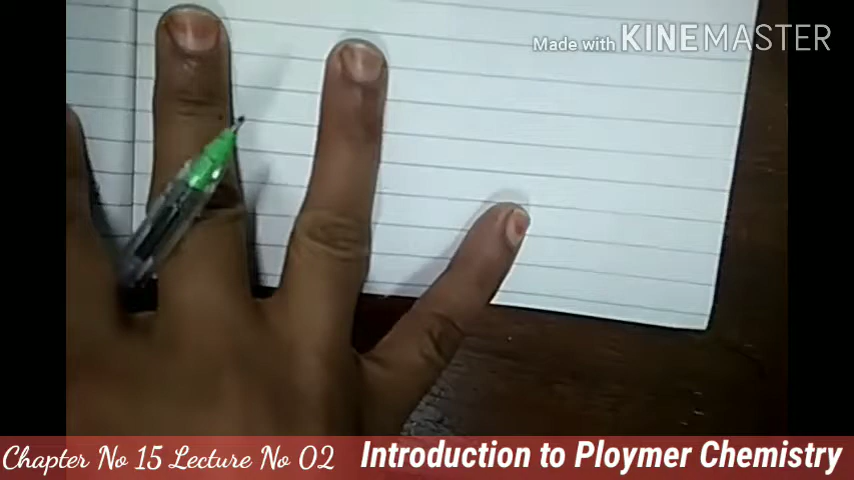 Made with KINEMASTER
Chapter No 15 Lecture No 02 Introduction to Ploymer Chemistry